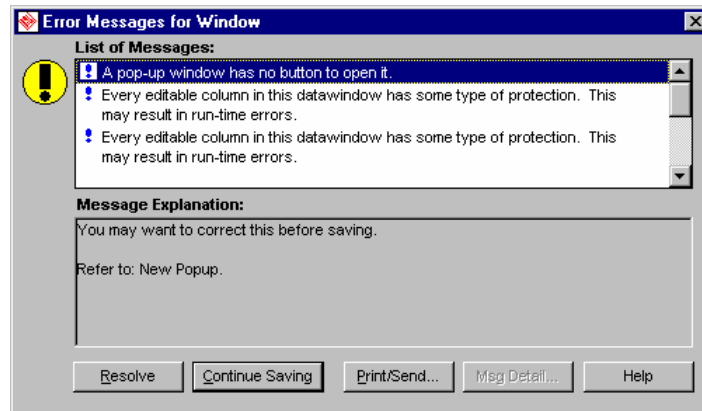 Error Messages for Window
List of Messages:
A pop-up window has no button to open it.
Every editable column in this datawindow has some type of protection. This
may result in run-time errors.
Every editable column in this datawindow has some type of protection. This
may result in run-time errors.
Message Explanation:
You may want to correct this before saving.
Refer to: New Popup.
Resolve Continue Saving Print/Send... Msg Detail... Help